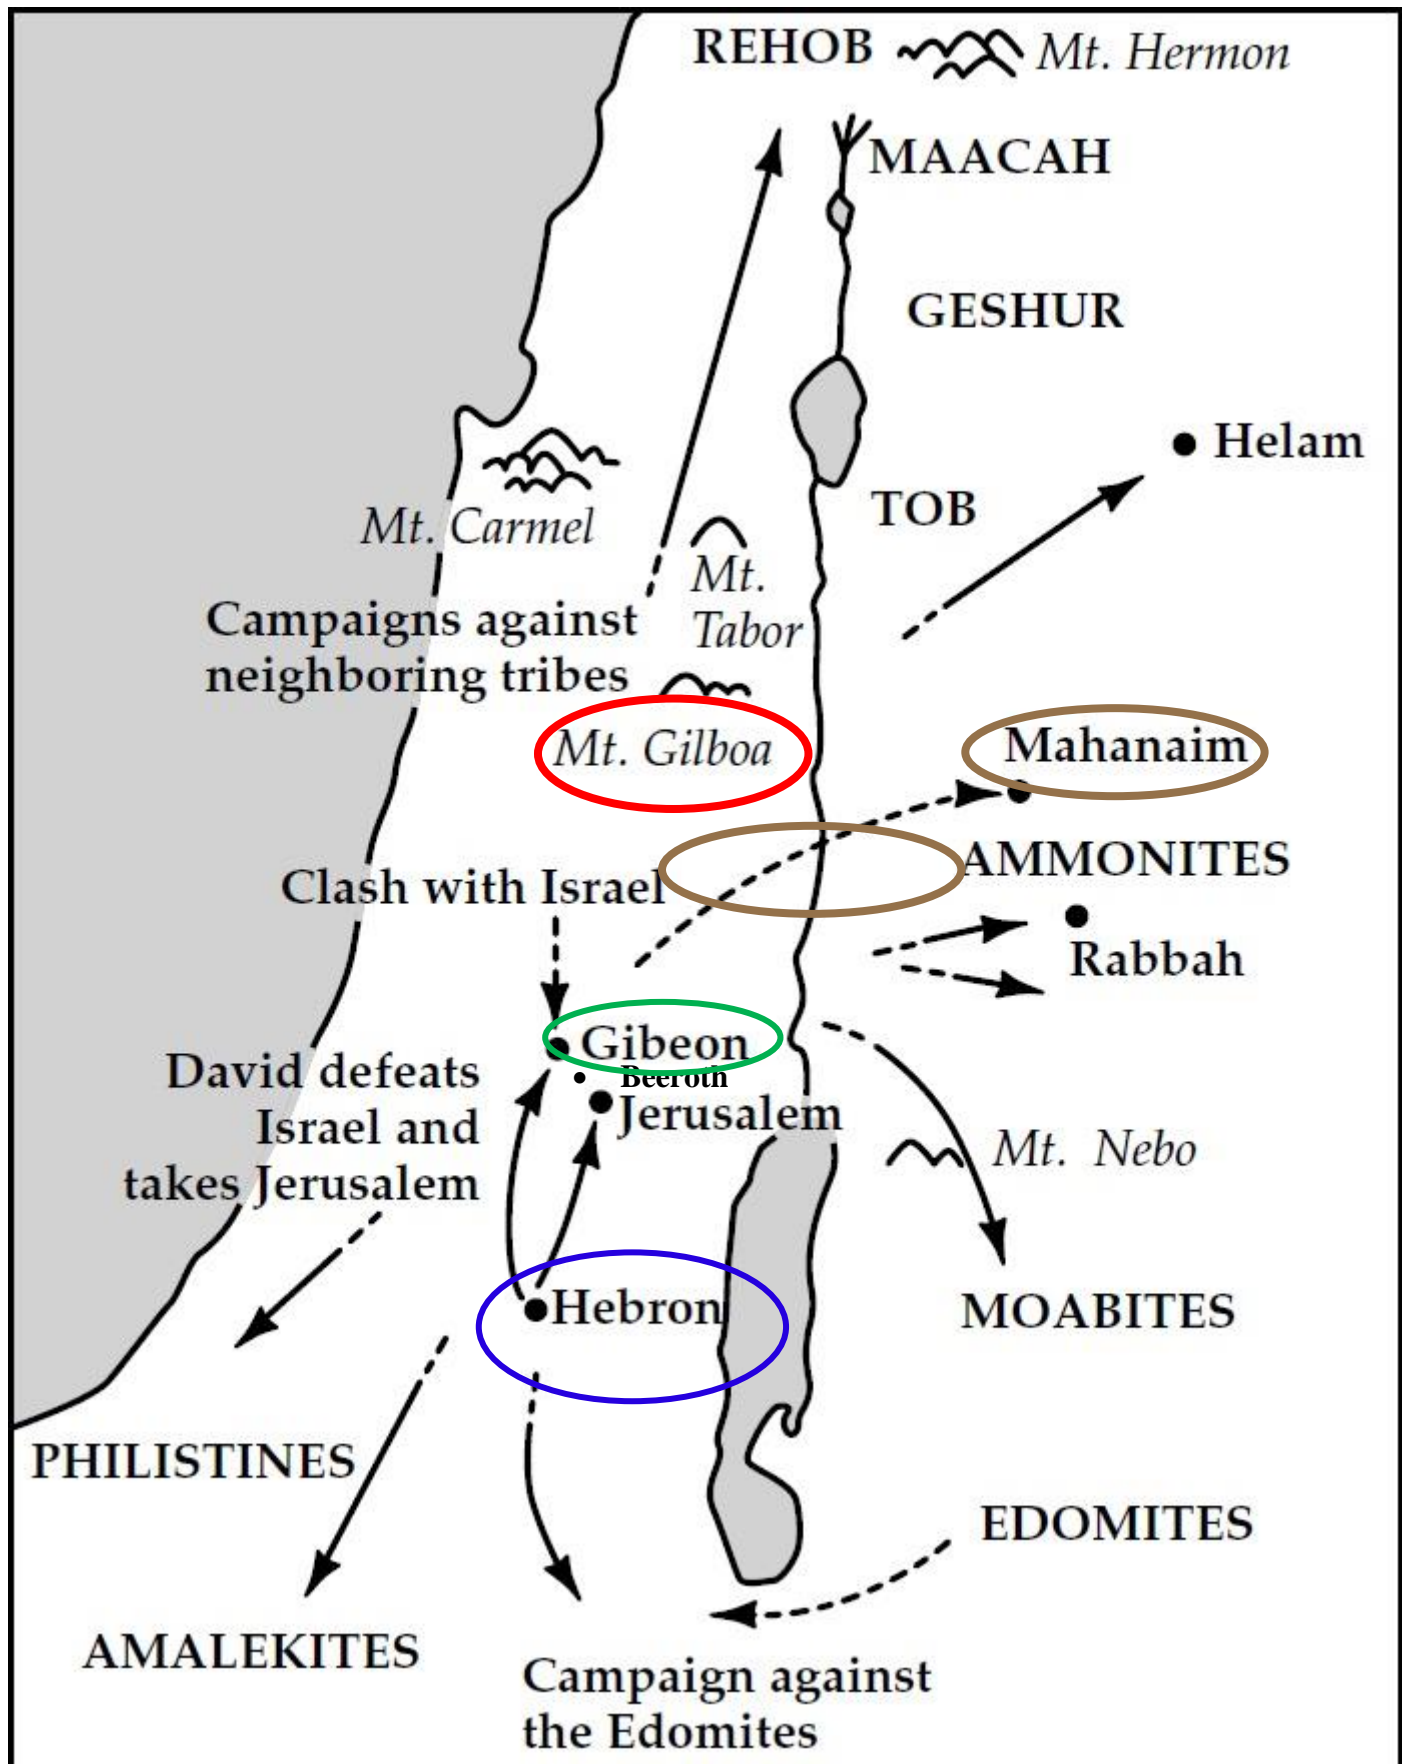 REHOB
Mt. Hermon
MAACAH
GESHUR
Helam
TOB
Mt. Carmel
Mt.
Tabor
Campaigns against
neighboring tribes
Mt. Gilboa
Mahanaim
AMMONITES
Clash with Israel
Rabbah
Gibeon
Beeroth
Jerusalem
David defeats
Israel and
takes Jerusalem
Mt. Nebo
Hebron
MOABITES
PHILISTINES
EDOMITES
AMALEKITES
Campaign against
the Edomites